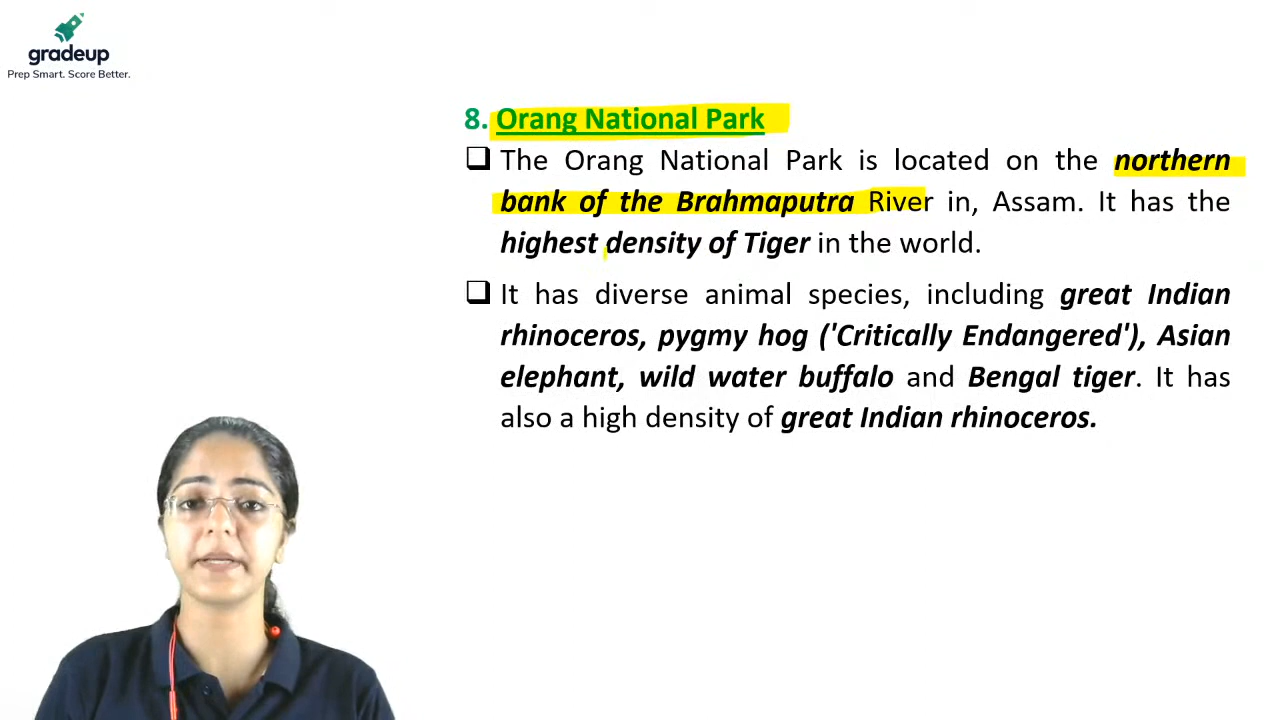 gradeup
Prep Smart. Score Better.
8. Orang National Park
The Orang National Park is located on the northern
bank of the Brahmaputra River in, Assam. It has the
highest density of Tiger in the world.
It has diverse animal species, including great Indian
rhinoceros, pygmy hog ('Critically Endangered'), Asian
elephant, wild water buffalo and Bengal tiger. It has
also a high density of great Indian rhinoceros.